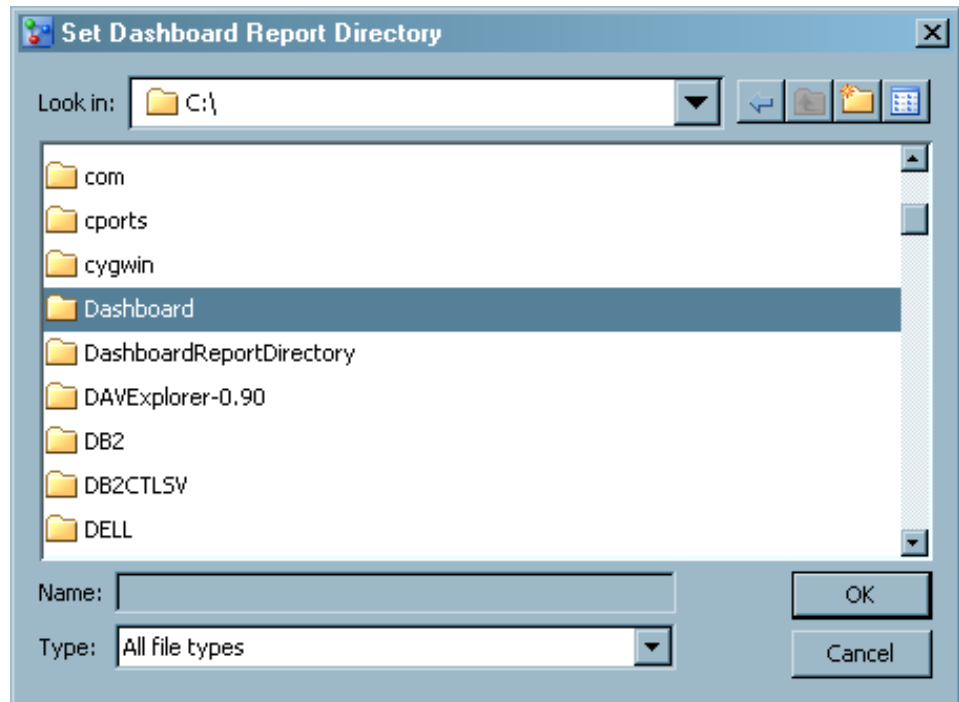 Set Dashboard Report Directory
Look in: C:\
com
cports
cygwin
Dashboard
DashboardReportDirectory
DAVExplorer-0.90
DB2
DB2CTLSV
DELL
Name: OK
Type: All file types Cancel